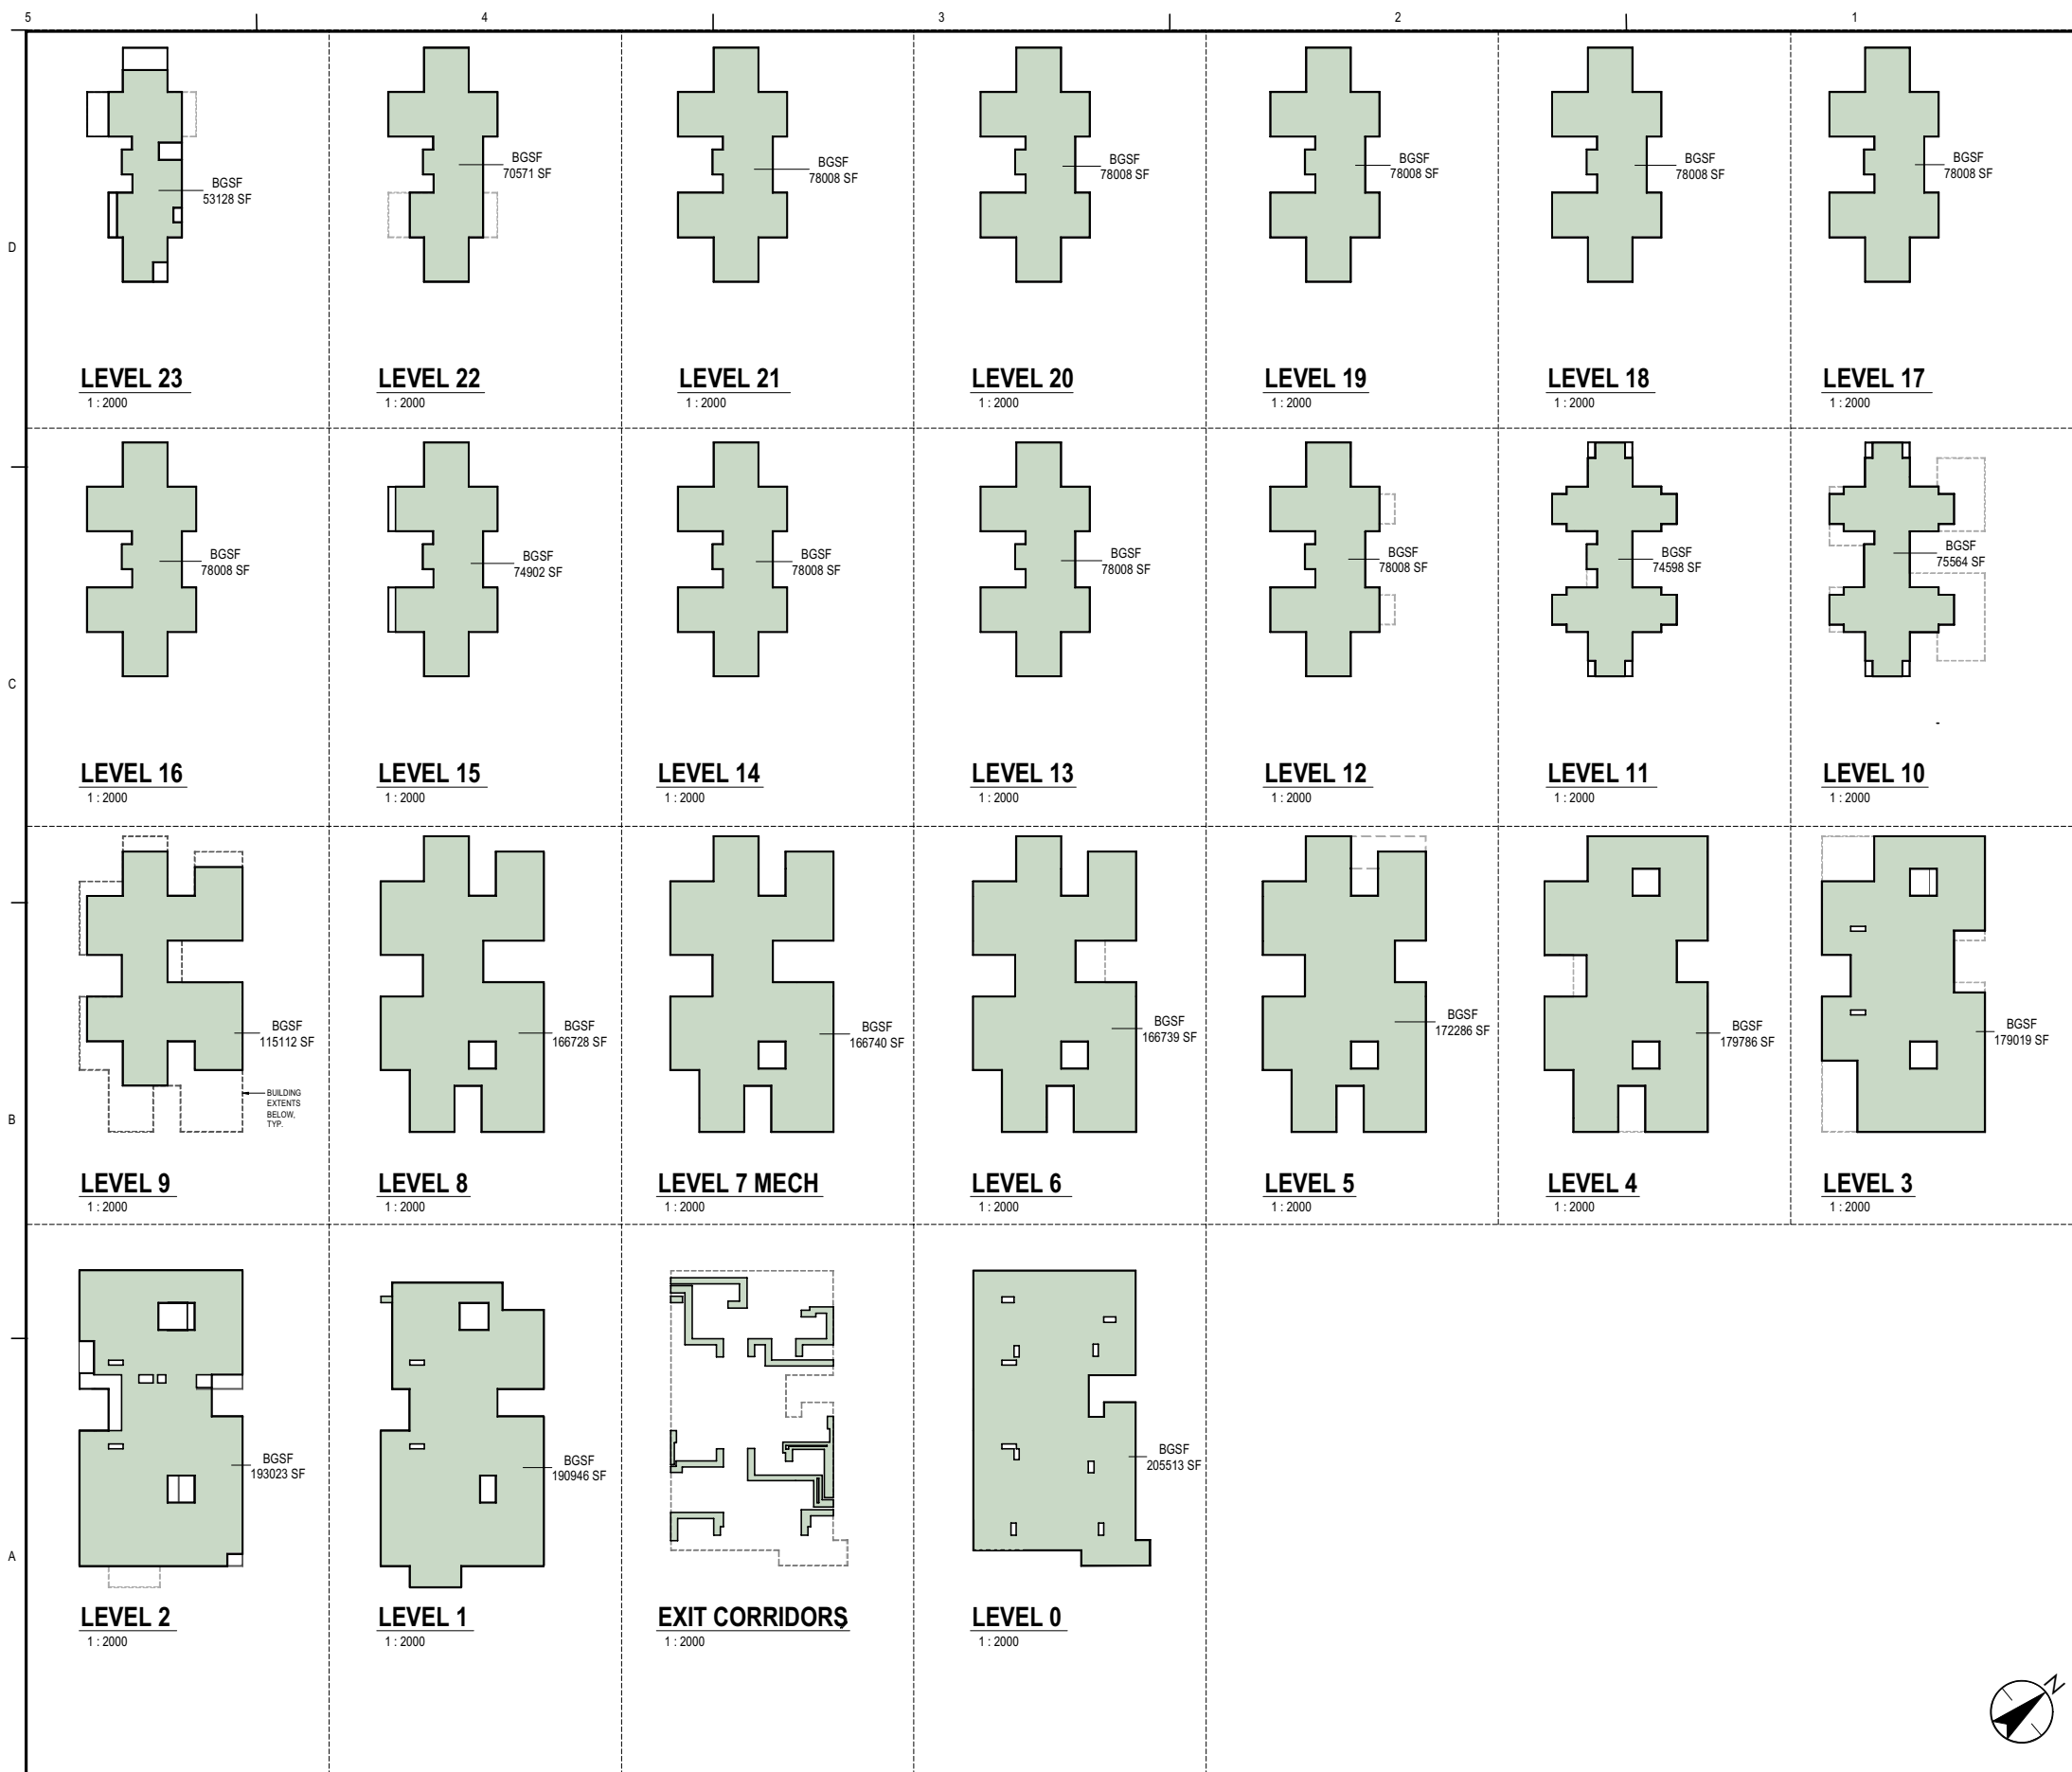 5 4 3 2 1
D
BGSF
53128 SF
LEVEL 23
1 : 2000
BGSF
70571 SF
LEVEL 22
1 : 2000
BGSF
78008 SF
LEVEL 21
1 : 2000
BGSF
78008 SF
LEVEL 20
1 : 2000
BGSF
78008 SF
LEVEL 19
1 : 2000
BGSF
78008 SF
LEVEL 18
1 : 2000
BGSF
78008 SF
LEVEL 17
1 : 2000
C
BGSF
78008 SF
LEVEL 16
1 : 2000
BGSF
74902 SF
LEVEL 15
1 : 2000
BGSF
78008 SF
LEVEL 14
1 : 2000
BGSF
78008 SF
LEVEL 13
1 : 2000
BGSF
78008 SF
LEVEL 12
1 : 2000
BGSF
74598 SF
LEVEL 11
1 : 2000
BGSF
75564 SF
-
LEVEL 10
1 : 2000
B
BGSF
115112 SF
BUILDING
EXTENTS
BELOW,
TYP.
LEVEL 9
1 : 2000
BGSF
166728 SF
LEVEL 8
1 : 2000
BGSF
166740 SF
LEVEL 7 MECH
1 : 2000
BGSF
166739 SF
LEVEL 6
1 : 2000
BGSF
172286 SF
LEVEL 5
1 : 2000
BGSF
179786 SF
LEVEL 4
1 : 2000
BGSF
179019 SF
LEVEL 3
1 : 2000
A
BGSF
193023 SF
LEVEL 2
1 : 2000
BGSF
190946 SF
LEVEL 1
1 : 2000
EXIT CORRIDORS
1 : 2000
BGSF
205513 SF
LEVEL 0
1 : 2000
N